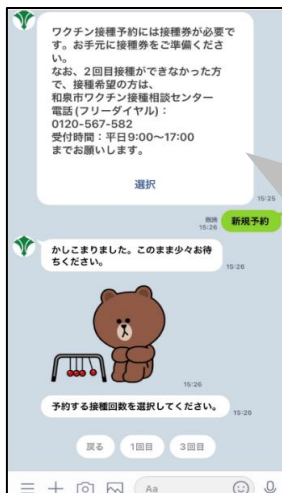 ワクチン接種予約には接種券が必要で
す。お手元に接種券をご準備くださ
い。
なお、2回目接種ができなかった方
で、接種希望の方は、
和泉市ワクチン接種相談センター
電話(フリーダイヤル):
0120-567-582
受付時間:平日9:00〜17:00
までお願いします。
選択
15:25
既読
15:26
新規予約
かしこまりました。このまま少々お待
ちください。
15:26
15:26
予約する接種回数を選択してください。
15:26
戻る
1回目
3回目
Aa